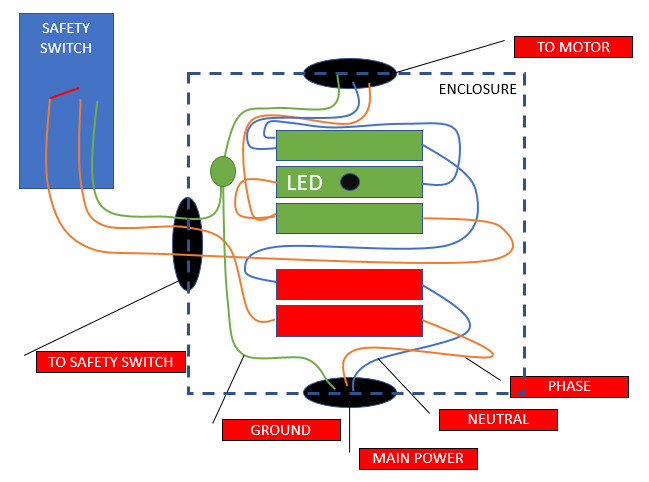 SAFETY
SWITCH
TO MOTOR
ENCLOSURE
LED
TO SAFETY SWITCH
PHASE
NEUTRAL
GROUND
MAIN POWER